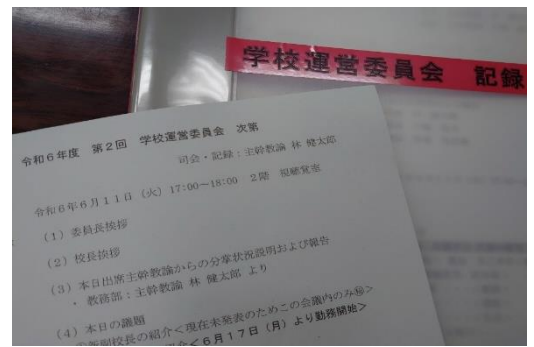 学校運営委員会 記録
令和６年度 第２回 学校運営委員会 次第
司会・記録：主幹教諭 林 健太郎
令和６年６月１１日（火）17:00～18:00 ２階 視聴覚室
（１）委員長挨拶
（２）校長挨拶
（３）本日出席主幹教諭からの分掌状況説明および報告
・ 教務部：主幹教諭 林 健太郎 より
（４）本日の議題
副校長の紹介＜現在未発表のためこの会議内のみ㊙＞
＜６月１７日（月）より勤務開始＞